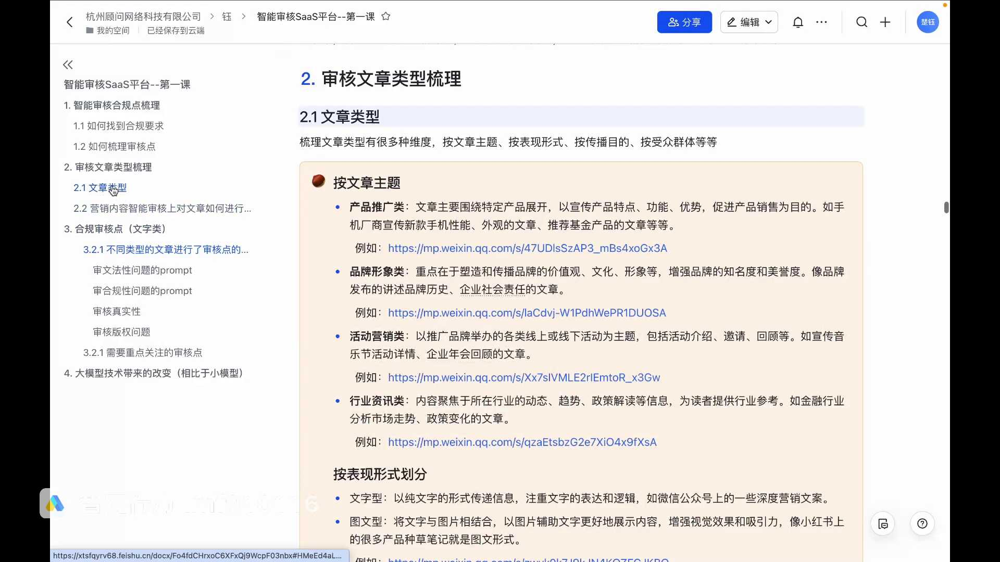 杭州顾问网络科技有限公司 > 钰 > 智能审核SaaS平台--第一课
我的空间 已经保存到云端
分享
编辑
楚钰
智能审核SaaS平台--第一课
1. 智能审核合规点梳理
1.1 如何找到合规要求
1.2 如何梳理审核点
2. 审核文章类型梳理
2.1 文章类型
2.2 营销内容智能审核上对文章如何进行...
3. 合规审核点（文字类）
3.2.1 不同类型的文章进行了审核点的...
审文法性问题的prompt
审合规性问题的prompt
审核真实性
审核版权问题
3.2.1 需要重点关注的审核点
4. 大模型技术带来的改变（相比于小模型）
2. 审核文章类型梳理
2.1 文章类型
梳理文章类型有很多种维度，按文章主题、按表现形式、按传播目的、按受众群体等等
按文章主题
产品推广类：文章主要围绕特定产品展开，以宣传产品特点、功能、优势，促进产品销售为目的。如手
机厂商宣传新款手机性能、外观的文章、推荐基金产品的文章等等。
例如：https://mp.weixin.qq.com/s/47UDlsSzAP3_mBs4xoGx3A
品牌形象类：重点在于塑造和传播品牌的价值观、文化、形象等，增强品牌的知名度和美誉度。像品牌
发布的讲述品牌历史、企业社会责任的文章。
例如：https://mp.weixin.qq.com/s/laCdvj-W1PdhWePR1DUOSA
活动营销类：以推广品牌举办的各类线上或线下活动为主题，包括活动介绍、邀请、回顾等。如宣传音
乐节活动详情、企业年会回顾的文章。
例如：https://mp.weixin.qq.com/s/Xx7sIVMLE2rlEmtoR_x3Gw
行业资讯类：内容聚焦于所在行业的动态、趋势、政策解读等信息，为读者提供行业参考。如金融行业
分析市场走势、政策变化的文章。
例如：https://mp.weixin.qq.com/s/qzaEtsbzG2e7XiO4x9fXsA
按表现形式划分
文字型：以纯文字的形式传递信息，注重文字的表达和逻辑，如微信公众号上的一些深度营销文案。
图文型：将文字与图片相结合，以图片辅助文字更好地展示内容，增强视觉效果和吸引力，像小红书上
的很多产品种草笔记就是图文形式。
https://xtsfqyrv68.feishu.cn/docx/Fo4fdCHrxoC6XFxQj9WcpF03nbx#HMeEd4aL...